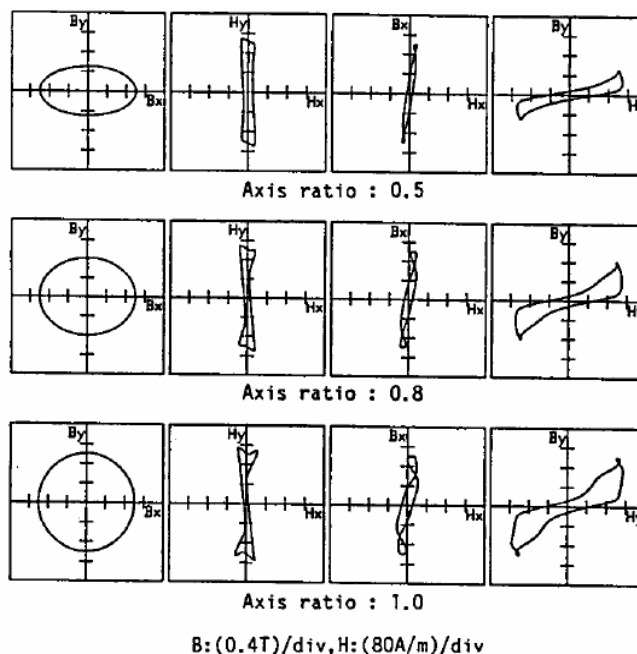 By Hy Bx By
Bx Hx Hx H
Axis ratio : 0.5
By Hy Bx By
Bx Hx Hx Hy
Axis ratio : 0.8
By Hy Bx By
Bx Hx Hx Hy
Axis ratio : 1.0
B:(0.4T)/div,H:(80A/m)/div